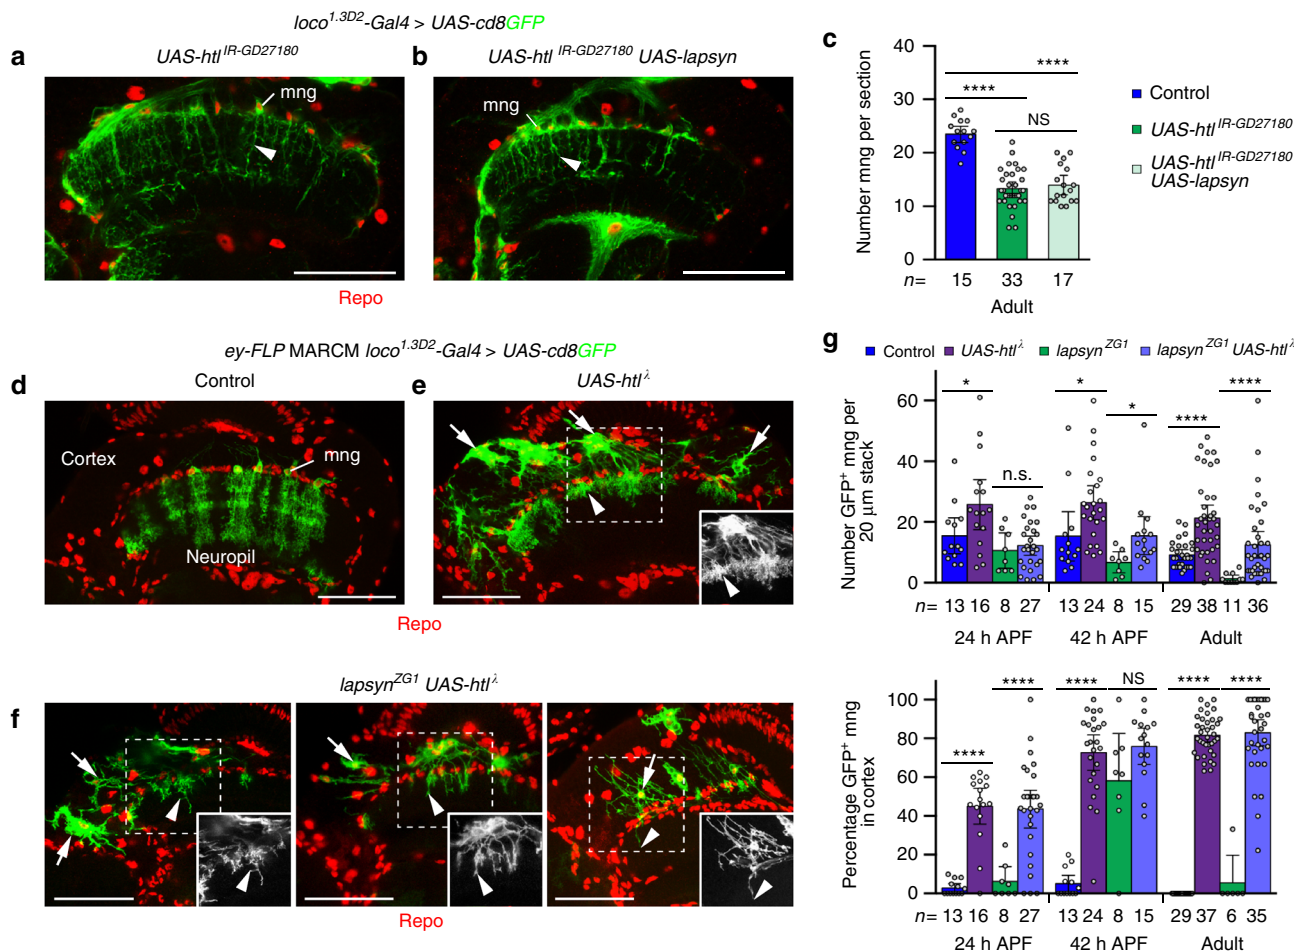 loco1.3D2-Gal4 > UAS-cd8GFP
a
UAS-htl IR-GD27180
mng
b
UAS-htl IR-GD27180 UAS-lapsyn
mng
Repo
c
Number mng per section
40
30
20
10
0
****
****
NS
n=
15
33
17
Adult
Control
UAS-htl IR-GD27180
UAS-htl IR-GD27180
UAS-lapsyn
ey-FLP MARCM loco1.3D2-Gal4 > UAS-cd8GFP
d
Control
Cortex
mng
Neuropil
e
UAS-htlλ
Repo
lapsynZG1 UAS-htlλ
f
Repo
g
Control
UAS-htlλ
lapsynZG1
lapsynZG1 UAS-htlλ
Number GFP+ mng per
20 μm stack
60
40
20
0
*
n.s.
*
*
****
****
n= 13 16 8 27 13 24 8 15 29 38 11 36
24 h APF 42 h APF Adult
Percentage GFP+ mng
in cortex
100
80
60
40
20
0
****
****
****
NS
****
****
n= 13 16 8 27 13 24 8 15 29 37 6 35
24 h APF 42 h APF Adult